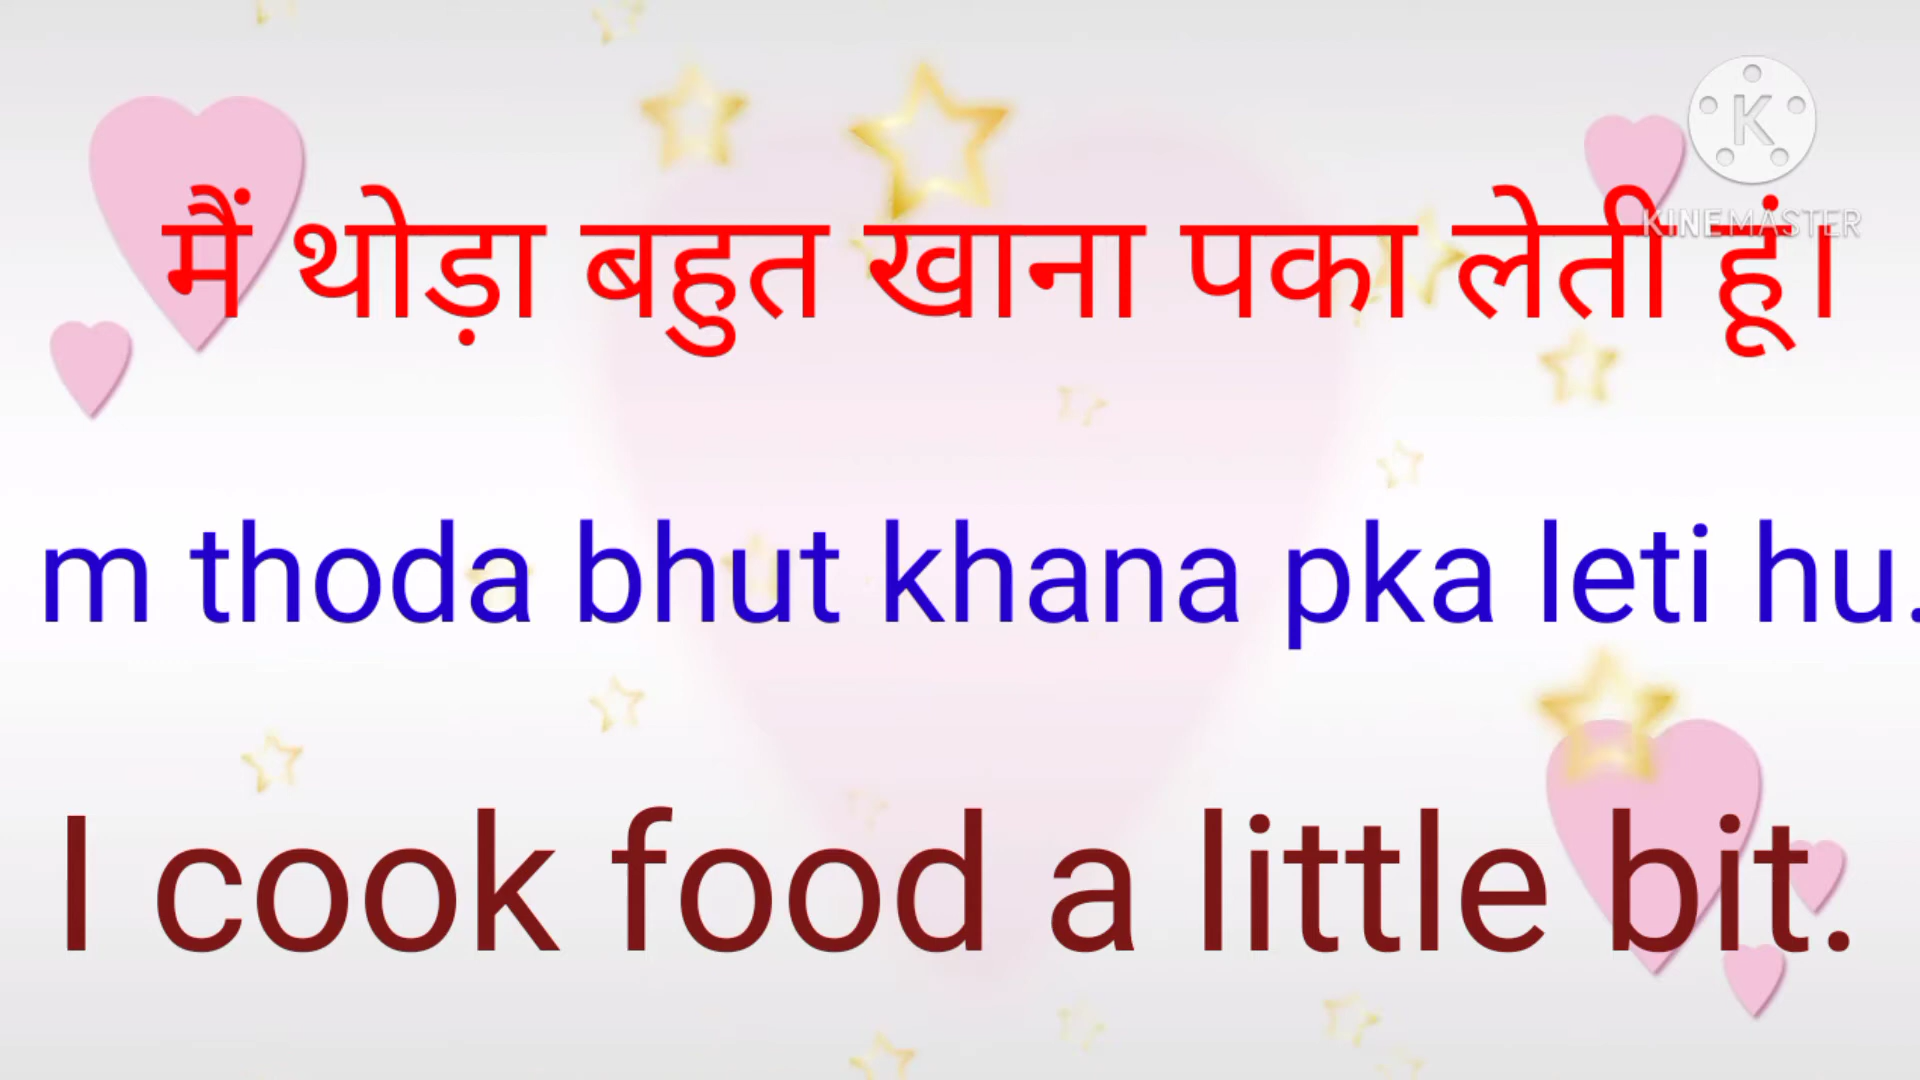 K
KINEMASTER
मैं थोड़ा बहुत खाना पका लेती हूं।
m thoda bhut khana pka leti hu.
I cook food a little bit.